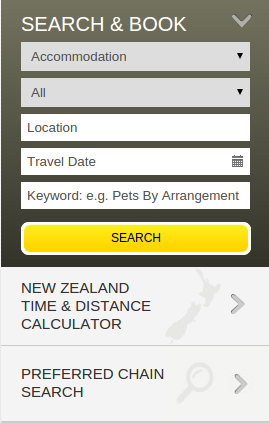 SEARCH & BOOK
Accommodation
All
Location
Travel Date
Keyword: e.g. Pets By Arrangement
SEARCH
NEW ZEALAND
TIME & DISTANCE
CALCULATOR
PREFERRED CHAIN
SEARCH